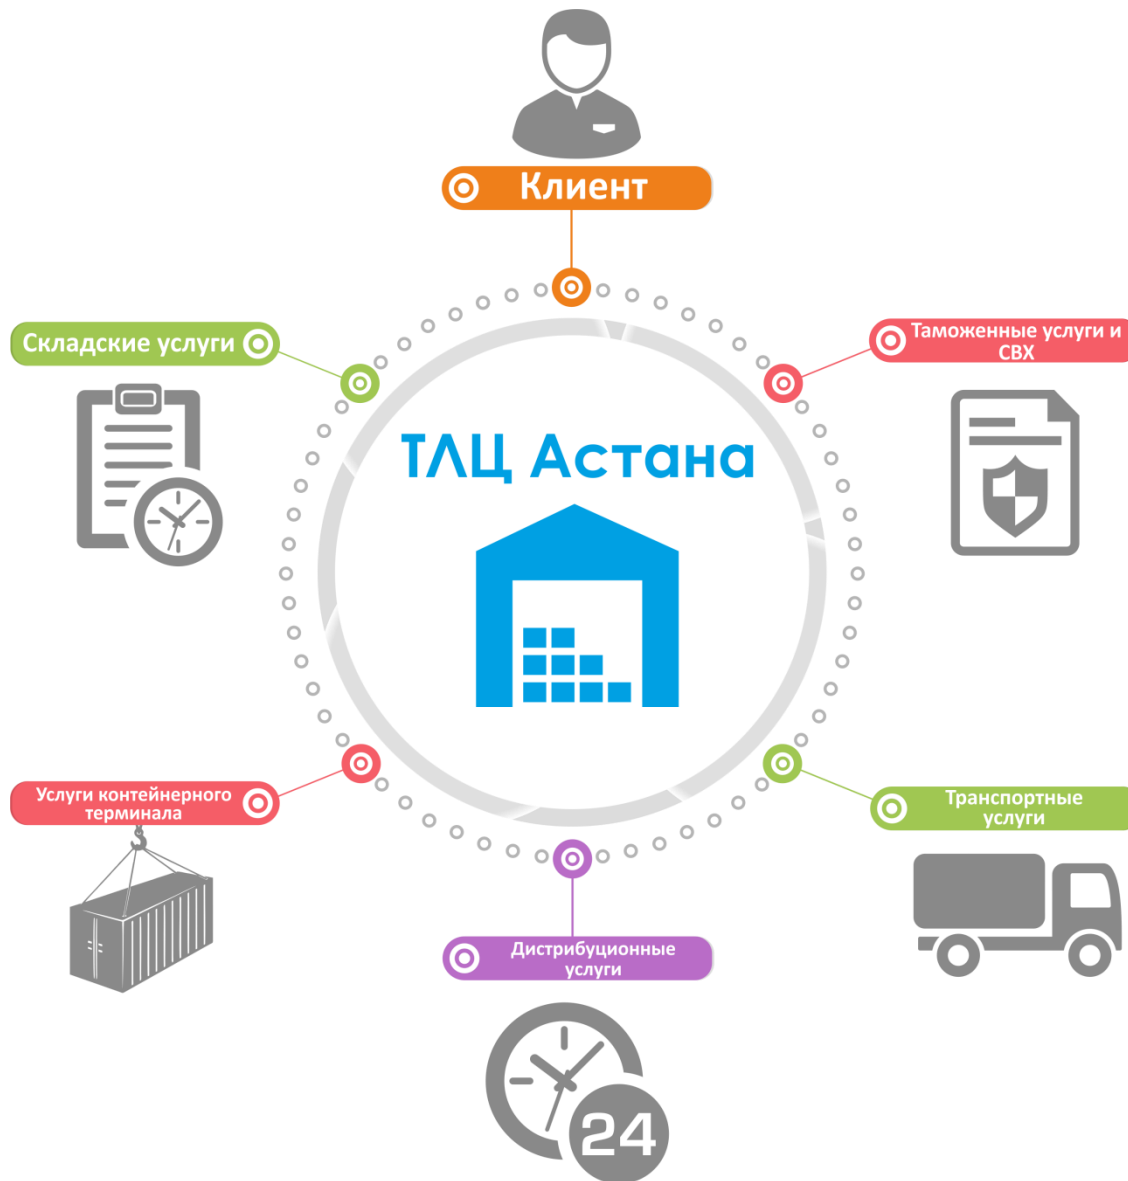 Клиент
Складские услуги
Таможенные услуги и
СВХ
ТЛЦ Астана
Услуги контейнерного
терминала
Транспортные
услуги
Дистрибуционные
услуги
24